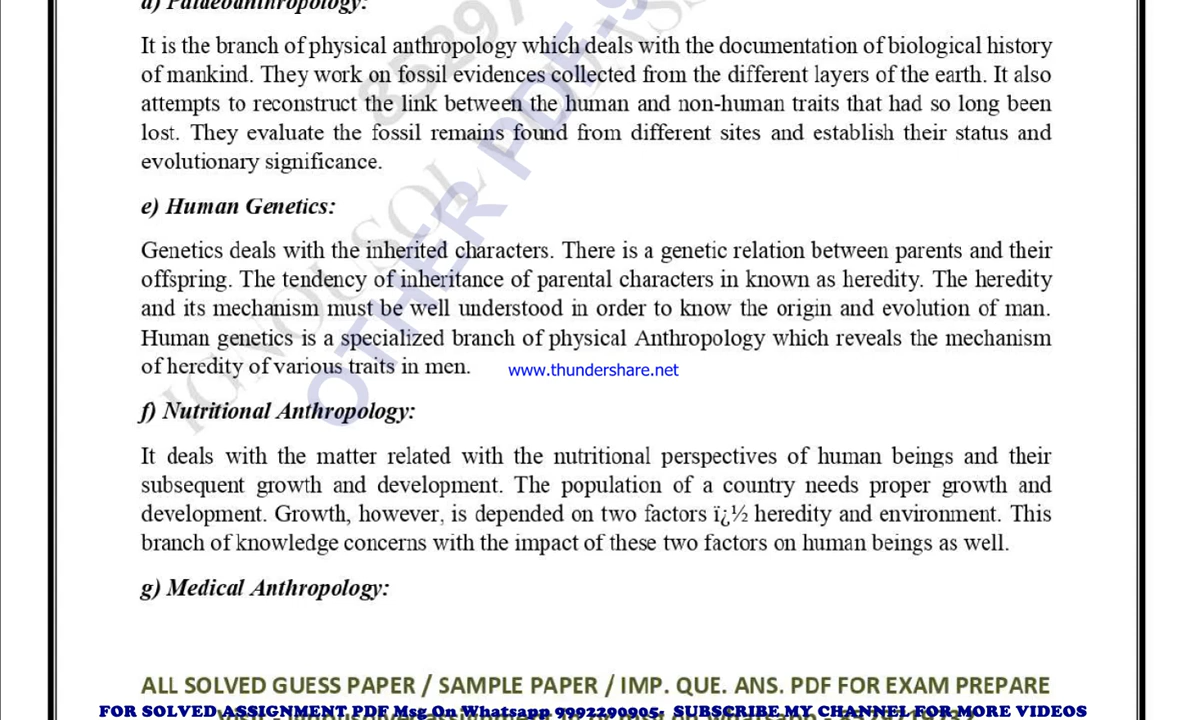 d) Palaeoanthropology:
It is the branch of physical anthropology which deals with the documentation of biological history
of mankind. They work on fossil evidences collected from the different layers of the earth. It also
attempts to reconstruct the link between the human and non-human traits that had so long been
lost. They evaluate the fossil remains found from different sites and establish their status and
evolutionary significance.
e) Human Genetics:
Genetics deals with the inherited characters. There is a genetic relation between parents and their
offspring. The tendency of inheritance of parental characters in known as heredity. The heredity
and its mechanism must be well understood in order to know the origin and evolution of man.
Human genetics is a specialized branch of physical Anthropology which reveals the mechanism
of heredity of various traits in men.
www.thundershare.net
f) Nutritional Anthropology:
It deals with the matter related with the nutritional perspectives of human beings and their
subsequent growth and development. The population of a country needs proper growth and
development. Growth, however, is depended on two factors ï¿½ heredity and environment. This
branch of knowledge concerns with the impact of these two factors on human beings as well.
g) Medical Anthropology:
OTHER PDF-
ALL SOLVED GUESS PAPER / SAMPLE PAPER / IMP. QUE. ANS. PDF FOR EXAM PREPARE
FOR SOLVED ASSIGNMENT PDF Msg On Whatsapp 9992290905- SUBSCRIBE MY CHANNEL FOR MORE VIDEOS